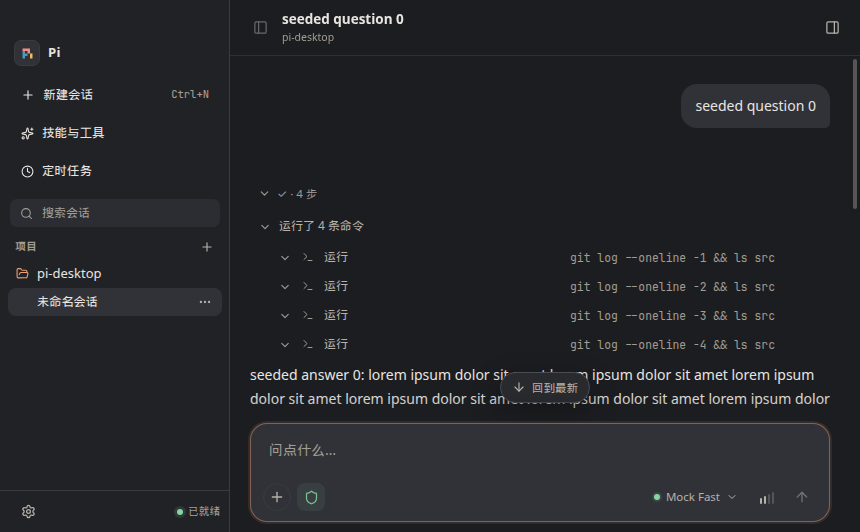 Pi
新建会话 Ctrl+N
技能与工具
定时任务
搜索会话
项目
pi-desktop
未命名会话
已就绪
seeded question 0
pi-desktop
seeded question 0
· 4 步
运行了 4 条命令
运行 git log --oneline -1 && ls src
运行 git log --oneline -2 && ls src
运行 git log --oneline -3 && ls src
运行 git log --oneline -4 && ls src
seeded answer 0: lorem ipsum dolor sit ipsum dolor sit amet lorem ipsum
dolor sit amet lorem ipsum dolor sit ipsum dolor sit amet lorem ipsum dolor
回到最新
问点什么...
Mock Fast